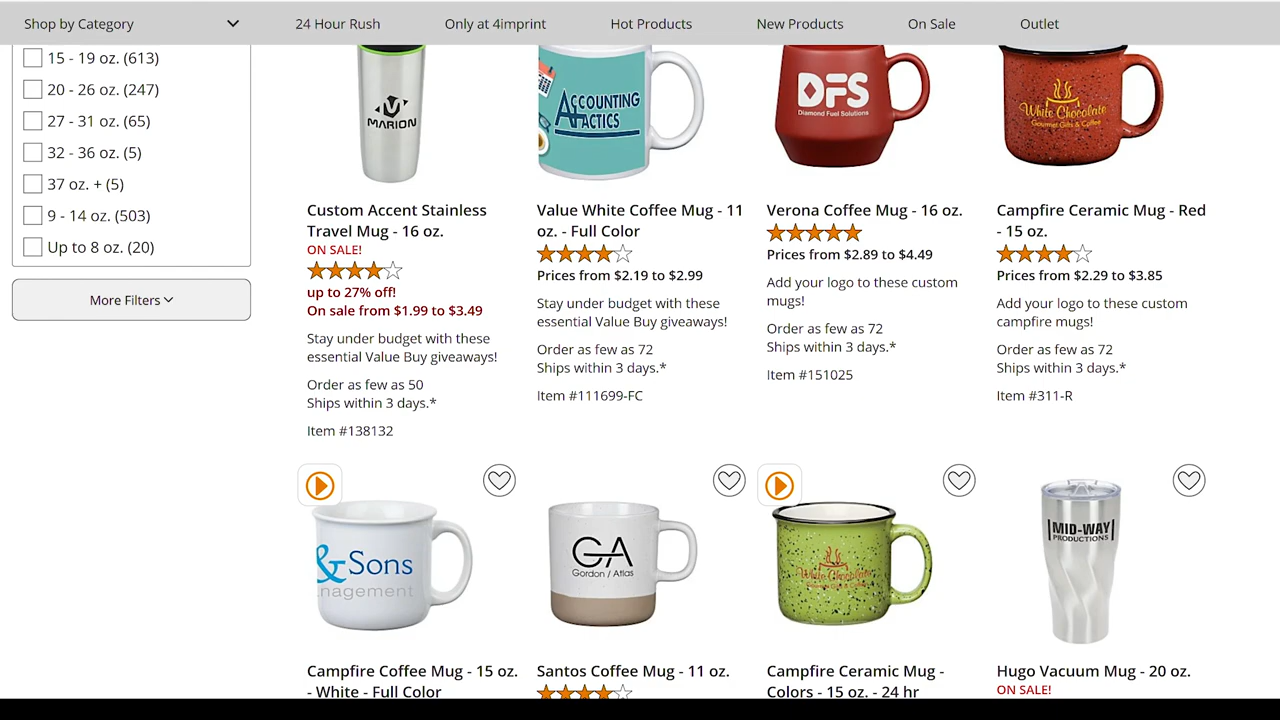 Shop by Category
24 Hour Rush
Only at 4imprint
Hot Products
New Products
On Sale
Outlet
15 - 19 oz. (613)
20 - 26 oz. (247)
27 - 31 oz. (65)
32 - 36 oz. (5)
37 oz. + (5)
9 - 14 oz. (503)
Up to 8 oz. (20)
More Filters
MARION
Custom Accent Stainless
Travel Mug - 16 oz.
ON SALE!
up to 27% off!
On sale from $1.99 to $3.49
Stay under budget with these
essential Value Buy giveaways!
Order as few as 50
Ships within 3 days.*
Item #138132
ACCOUNTING
TACTICS
Value White Coffee Mug - 11
oz. - Full Color
Prices from $2.19 to $2.99
Stay under budget with these
essential Value Buy giveaways!
Order as few as 72
Ships within 3 days.*
Item #111699-FC
DFS
Diamond Fuel Solutions
Verona Coffee Mug - 16 oz.
Prices from $2.89 to $4.49
Add your logo to these custom
mugs!
Order as few as 72
Ships within 3 days.*
Item #151025
White Chocolate
Gourmet Gifts & Coffee
Campfire Ceramic Mug - Red
- 15 oz.
Prices from $2.29 to $3.85
Add your logo to these custom
campfire mugs!
Order as few as 72
Ships within 3 days.*
Item #311-R
& Sons
nagement
Campfire Coffee Mug - 15 oz.
- White - Full Color
GA
Gordon / Atlas
Santos Coffee Mug - 11 oz.
White Chocolate
Campfire Ceramic Mug -
Colors - 15 oz. - 24 hr
MID-WAY
PRODUCTIONS
Hugo Vacuum Mug - 20 oz.
ON SALE!